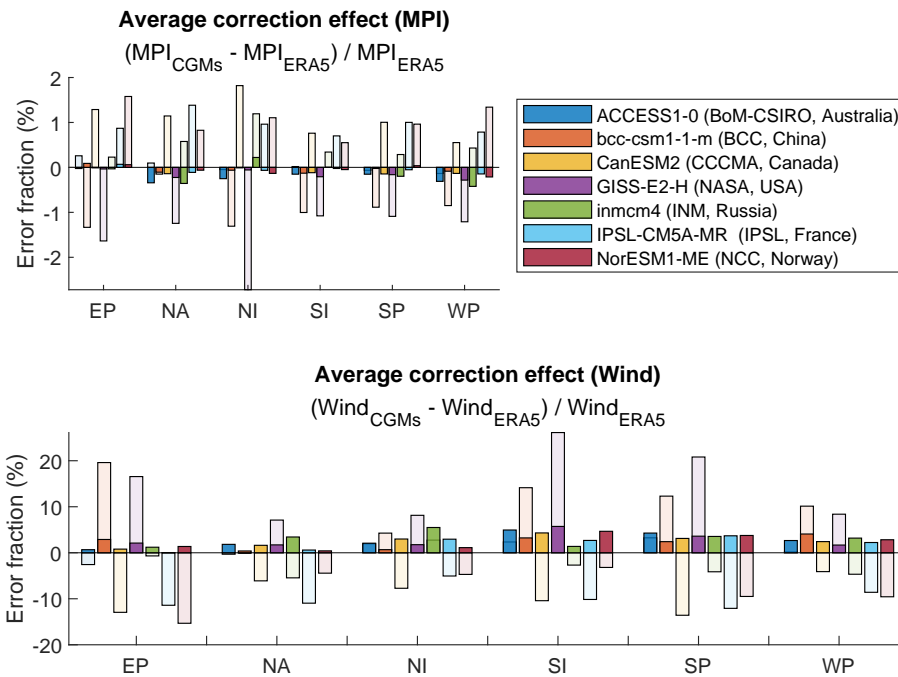 Average correction effect (MPI)
(MPI_CGMs - MPI_ERA5) / MPI_ERA5
Error fraction (%)
2
1
0
-1
-2
EP NA NI SI SP WP
ACCESS1-0 (BoM-CSIRO, Australia)
bcc-csm1-1-m (BCC, China)
CanESM2 (CCCMA, Canada)
GISS-E2-H (NASA, USA)
inmcm4 (INM, Russia)
IPSL-CM5A-MR (IPSL, France)
NorESM1-ME (NCC, Norway)
Average correction effect (Wind)
(Wind_CGMs - Wind_ERA5) / Wind_ERA5
Error fraction (%)
20
10
0
-10
-20
EP NA NI SI SP WP